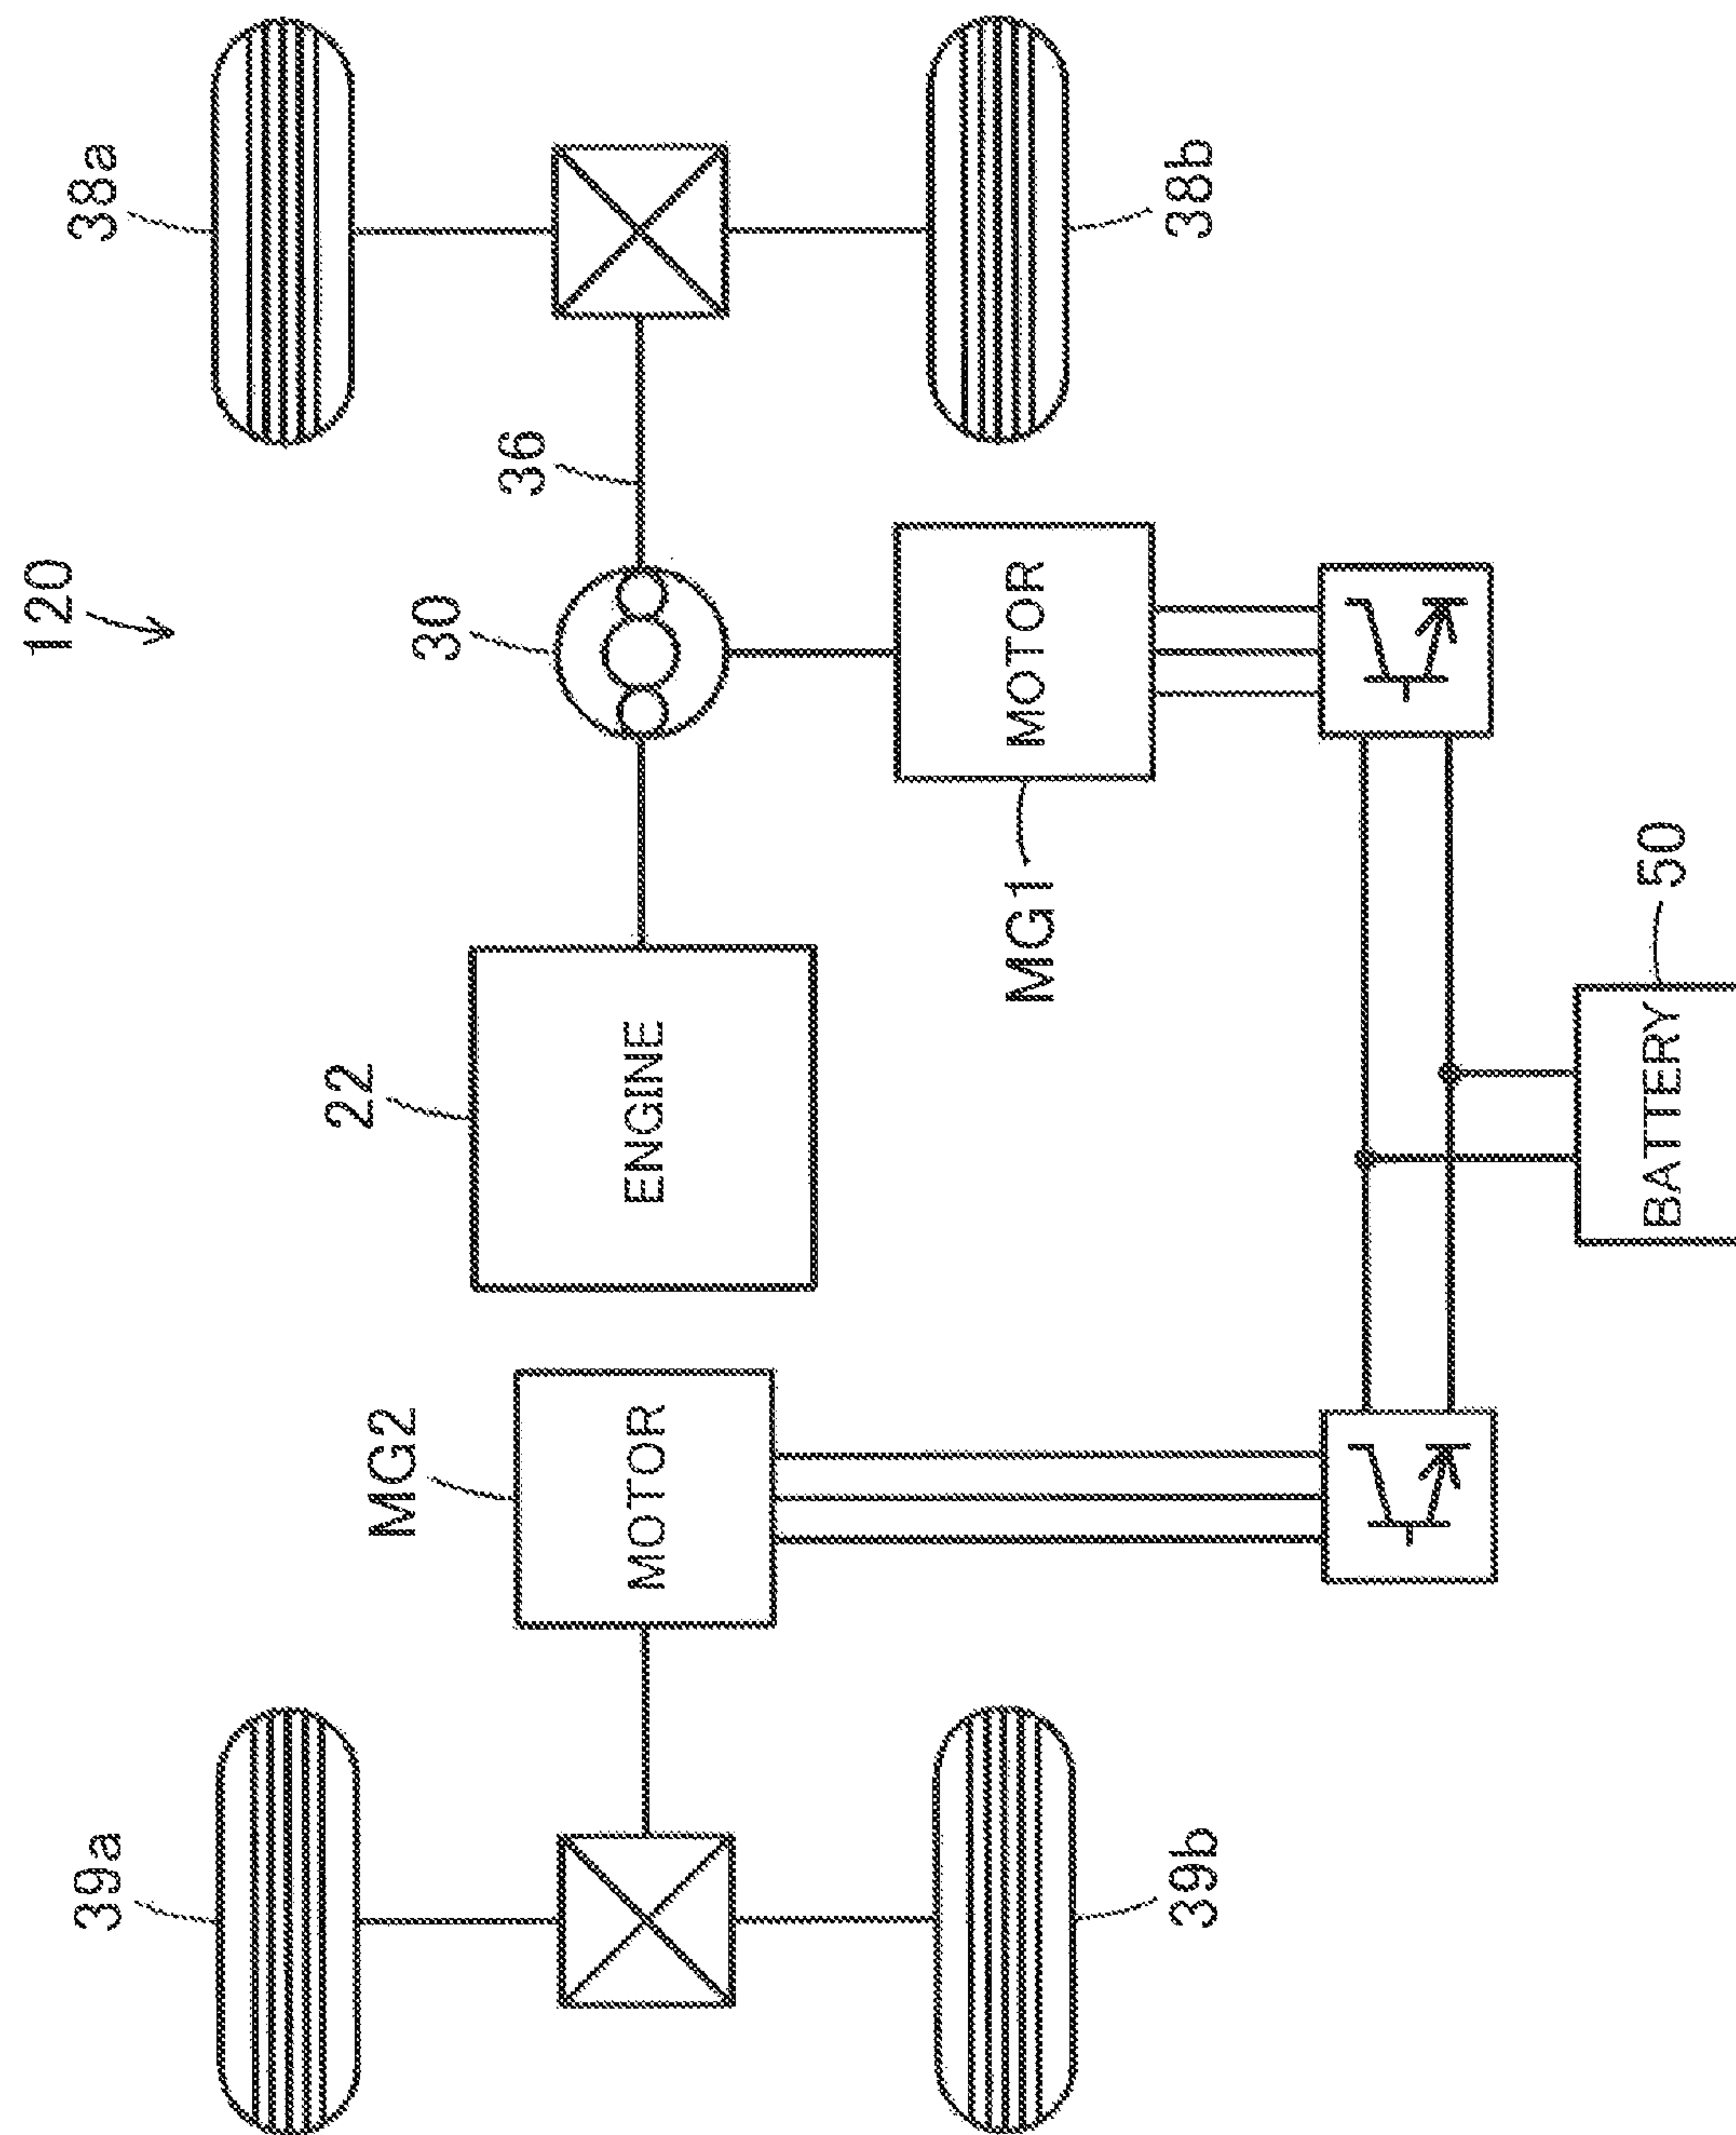 120
38a
38b
36
30
MOTOR
MG1
22
ENGINE
50
BATTERY
MG2
MOTOR
39a
39b